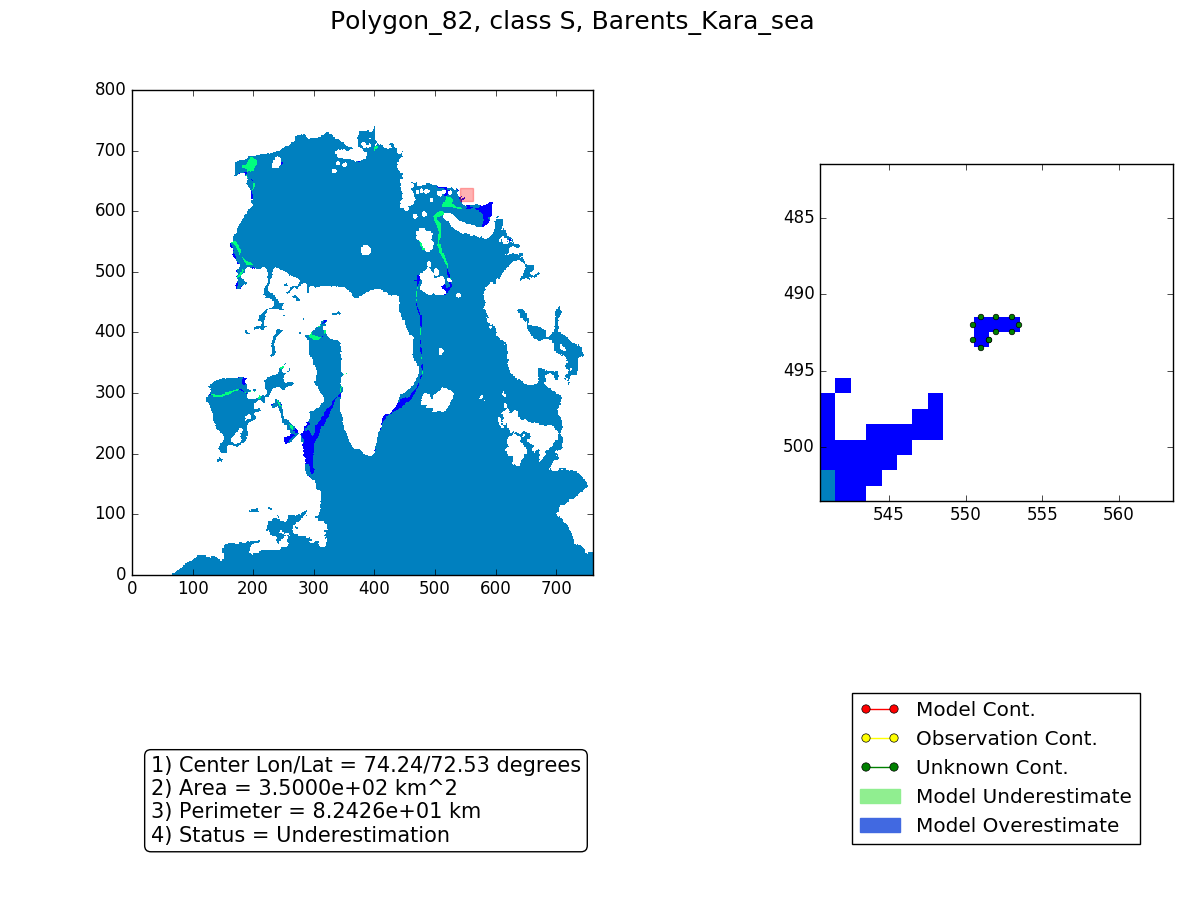 Polygon_82, class S, Barents_Kara_sea
800
700
600
500
400
300
200
100
0
0 100 200 300 400 500 600 700
485
490
495
500
545 550 555 560
1) Center Lon/Lat = 74.24/72.53 degrees
2) Area = 3.5000e+02 km^2
3) Perimeter = 8.2426e+01 km
4) Status = Underestimation
Model Cont.
Observation Cont.
Unknown Cont.
Model Underestimate
Model Overestimate